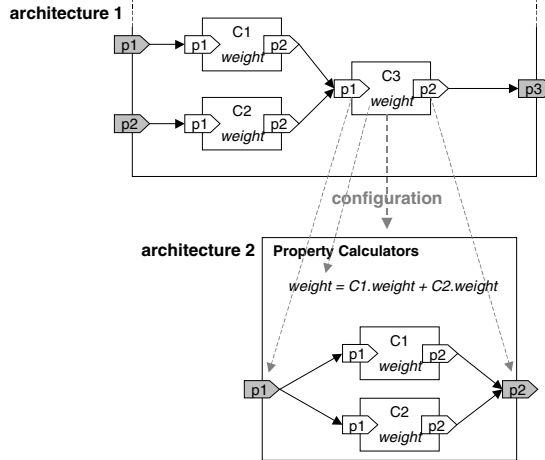 architecture 1
C1
p1 p1 p2
weight
C3
p1 p2 p3
weight
C2
p2 p1 p2
weight
configuration
architecture 2 Property Calculators
weight = C1.weight + C2.weight
C1
p1 p2
weight
p1 p2
C2
p1 p2
weight